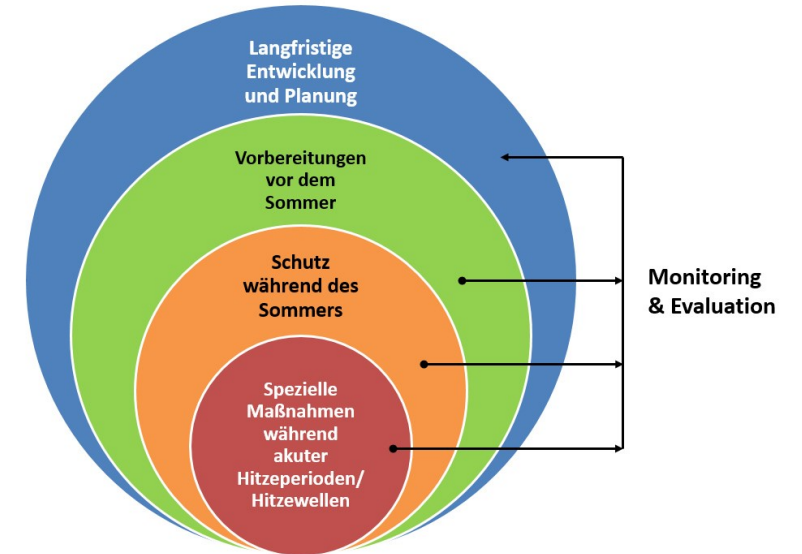 Langfristige
Entwicklung
und Planung
Vorbereitungen
vor dem
Sommer
Schutz
während des
Sommers
Spezielle
Maßnahmen
während
akuter
Hitzeperioden/
Hitzewellen
Monitoring
& Evaluation